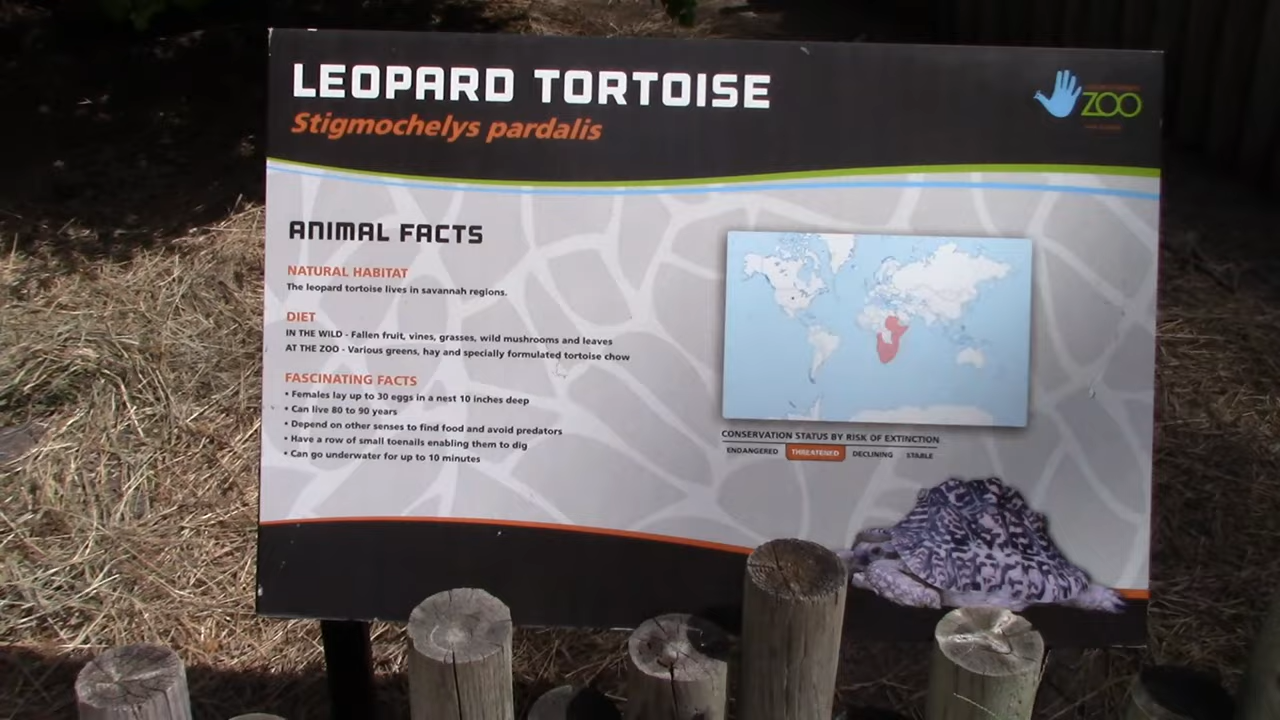 LEOPARD TORTOISE
Stigmochelys pardalis
ZOO
ANIMAL FACTS
NATURAL HABITAT
The leopard tortoise lives in savannah regions.
DIET
IN THE WILD - Fallen fruit, vines, grasses, wild mushrooms and leaves
AT THE ZOO - Various greens, hay and specially formulated tortoise chow
FASCINATING FACTS
• Females lay up to 30 eggs in a nest 10 inches deep
• Can live 80 to 90 years
• Depend on other senses to find food and avoid predators
• Have a row of small toenails enabling them to dig
• Can go underwater for up to 10 minutes
CONSERVATION STATUS BY RISK OF EXTINCTION
ENDANGERED THREATENED DECLINING STABLE